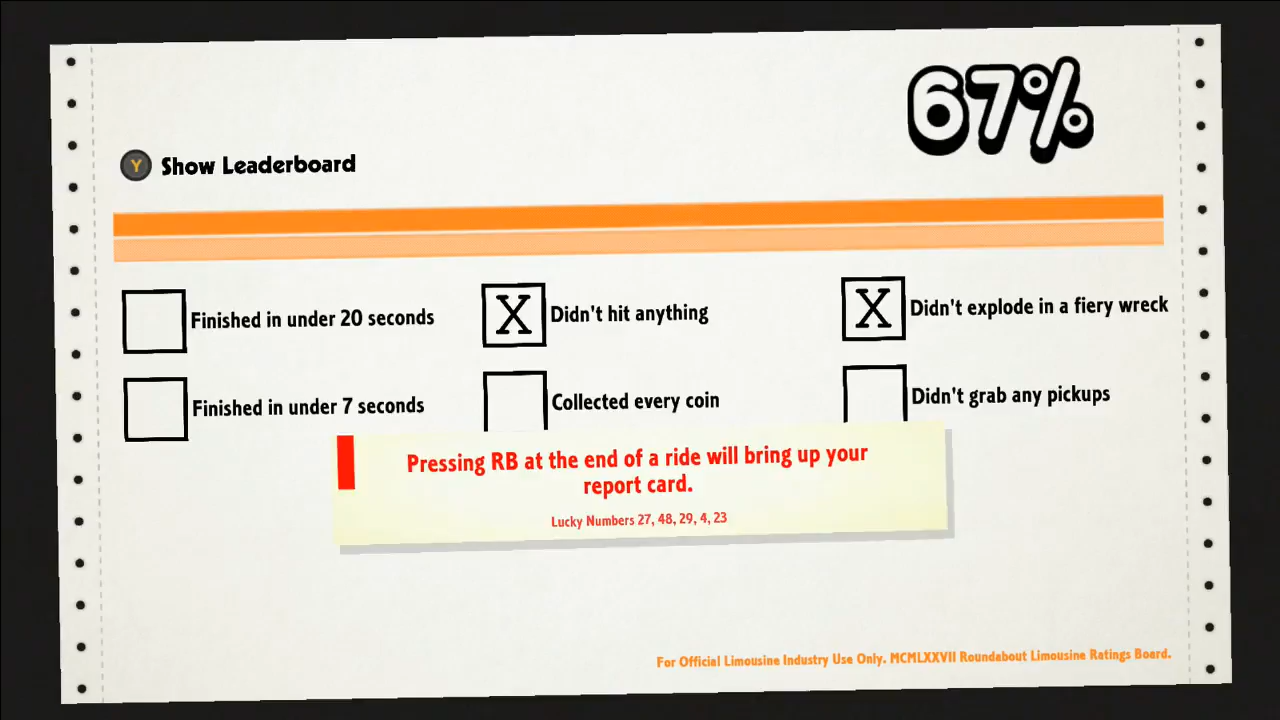 67%
Y Show Leaderboard
Finished in under 20 seconds
X Didn't hit anything
X Didn't explode in a fiery wreck
Finished in under 7 seconds
Collected every coin
Didn't grab any pickups
Pressing RB at the end of a ride will bring up your
report card.
Lucky Numbers 27, 48, 29, 4, 23
For Official Limousine Industry Use Only. MCMLXXVII Roundabout Limousine Ratings Board.